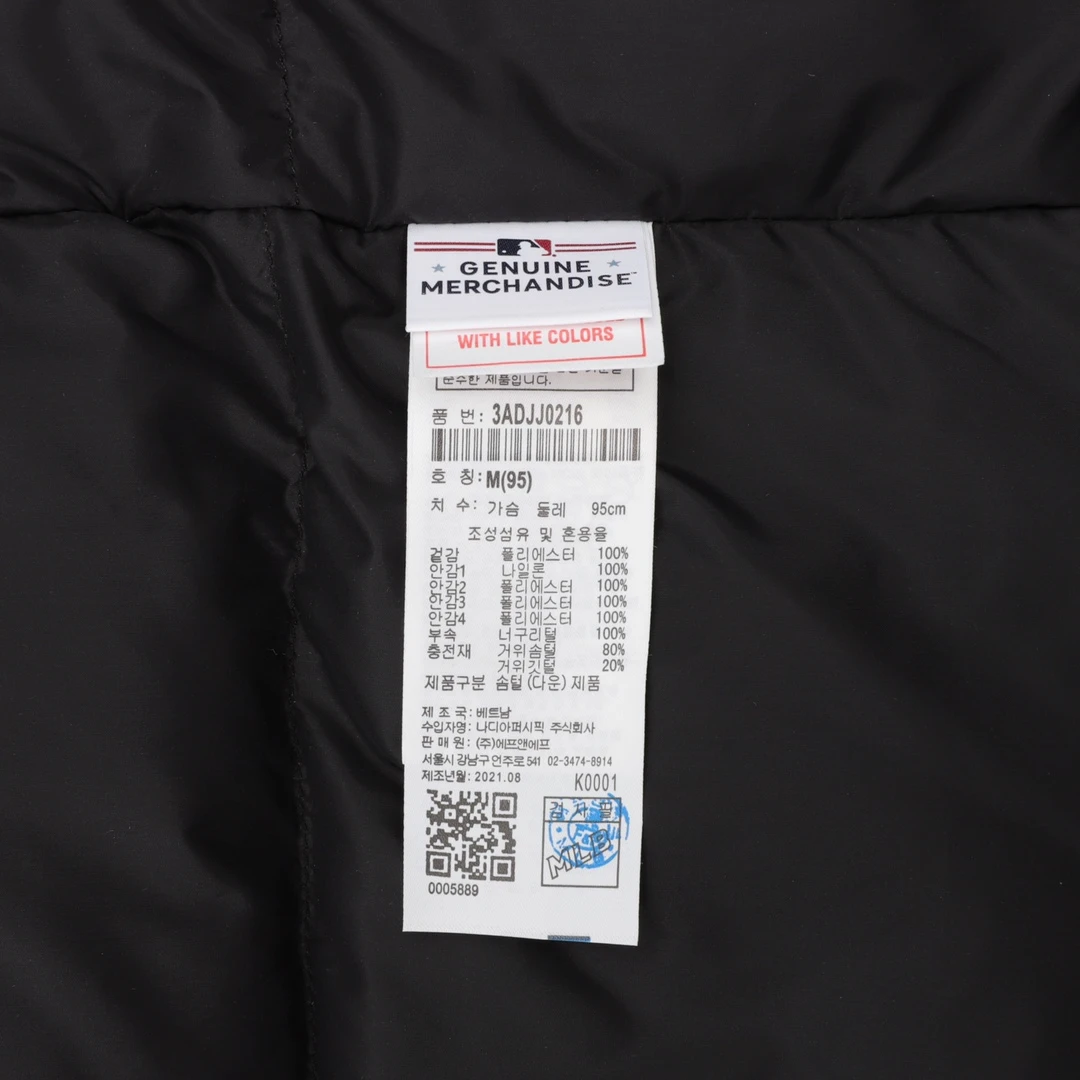 GENUINE
MERCHANDISE™
WITH LIKE COLORS
순수한 제품입니다.
품 번: 3ADJJ0216
호 칭: M(95)
치 수: 가슴 둘레 95cm
조성섬유 및 혼용율
겉감 폴리에스터 100%
안감1 나일론 100%
안감2 폴리에스터 100%
안감3 폴리에스터 100%
안감4 폴리에스터 100%
부속 너구리털 100%
충전재 거위솜털 80%
거위깃털 20%
제품구분 솜털(다운) 제품
제 조 국: 베트남
수입자명: 나디아퍼시픽 주식회사
판 매 원: (주)에프앤에프
서울시 강남구 언주로 541 02-3474-8914
제조년월: 2021.08
K0001
검 사 필
MLB
0005889